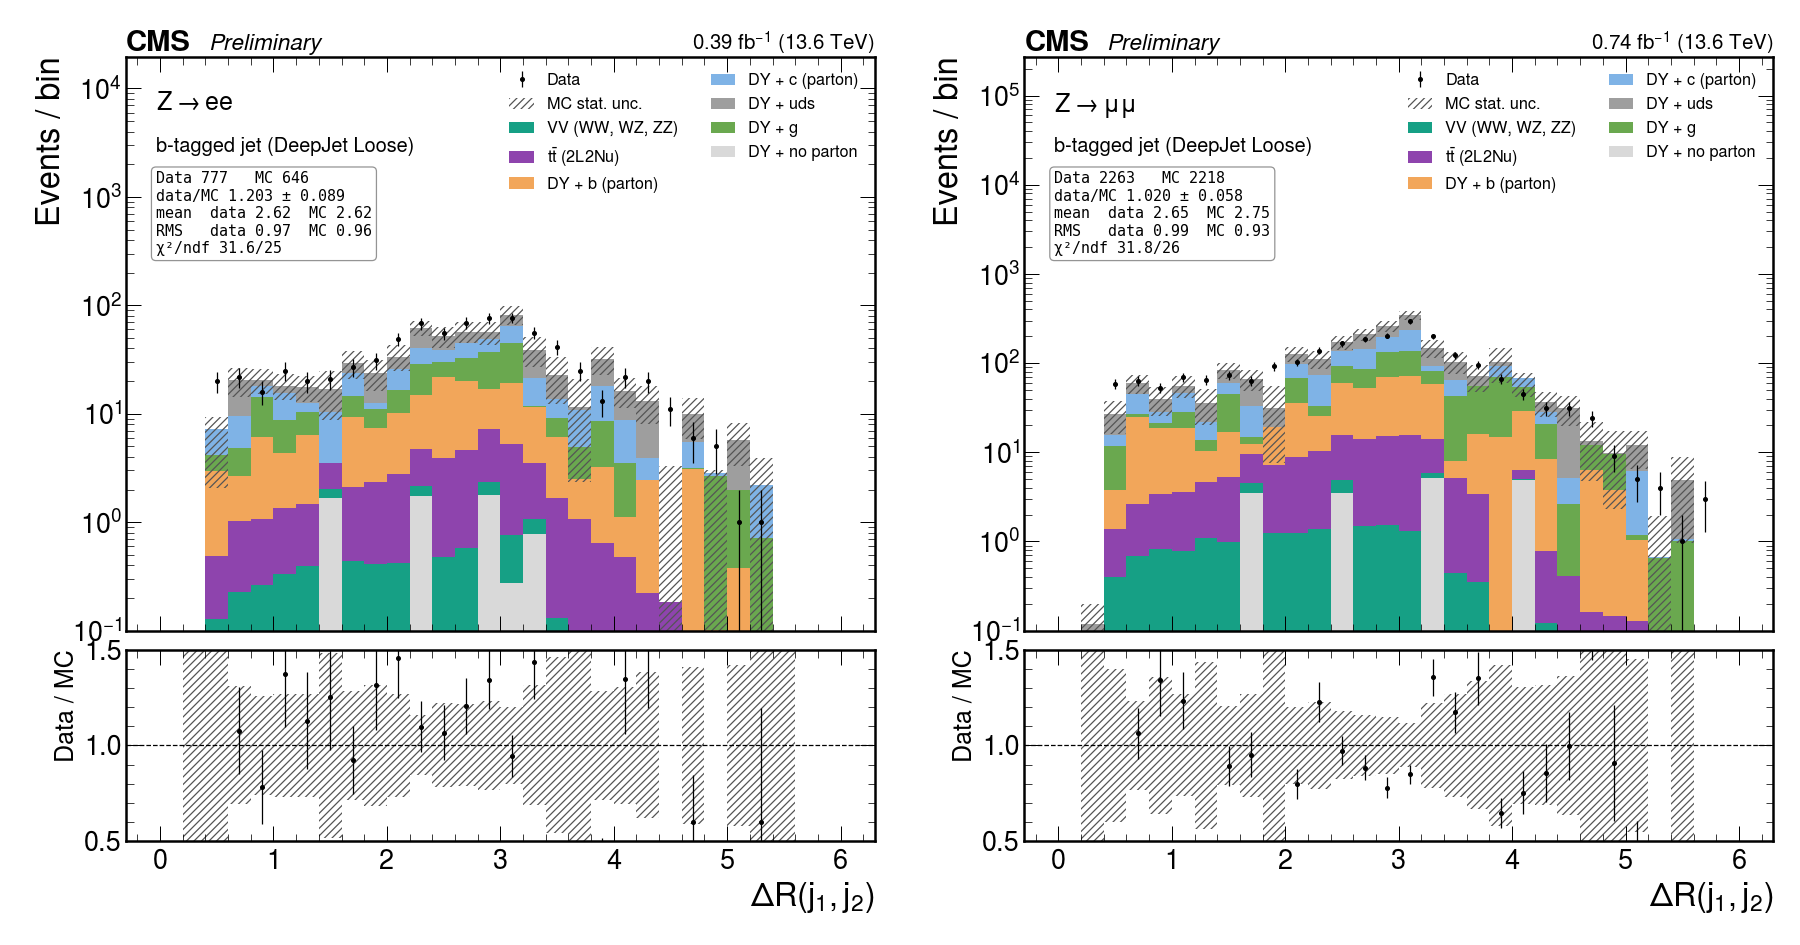 CMS Preliminary 0.39 fb⁻¹ (13.6 TeV)
Events / bin
Z → ee
b-tagged jet (DeepJet Loose)
Data 777 MC 646
data/MC 1.203 ± 0.089
mean data 2.62 MC 2.62
RMS data 0.97 MC 0.96
χ²/ndf 31.6/25
Data
MC stat. unc.
VV (WW, WZ, ZZ)
tt̄ (2L2Nu)
DY + b (parton)
DY + c (parton)
DY + uds
DY + g
DY + no parton
10⁴
10³
10²
10¹
10⁰
10⁻¹
Data / MC
1.5
1.0
0.5
0 1 2 3 4 5 6
ΔR(j₁, j₂)
CMS Preliminary 0.74 fb⁻¹ (13.6 TeV)
Events / bin
Z → μμ
b-tagged jet (DeepJet Loose)
Data 2263 MC 2218
data/MC 1.020 ± 0.058
mean data 2.65 MC 2.75
RMS data 0.99 MC 0.93
χ²/ndf 31.8/26
Data
MC stat. unc.
VV (WW, WZ, ZZ)
tt̄ (2L2Nu)
DY + b (parton)
DY + c (parton)
DY + uds
DY + g
DY + no parton
10⁵
10⁴
10³
10²
10¹
10⁰
10⁻¹
Data / MC
1.5
1.0
0.5
0 1 2 3 4 5 6
ΔR(j₁, j₂)